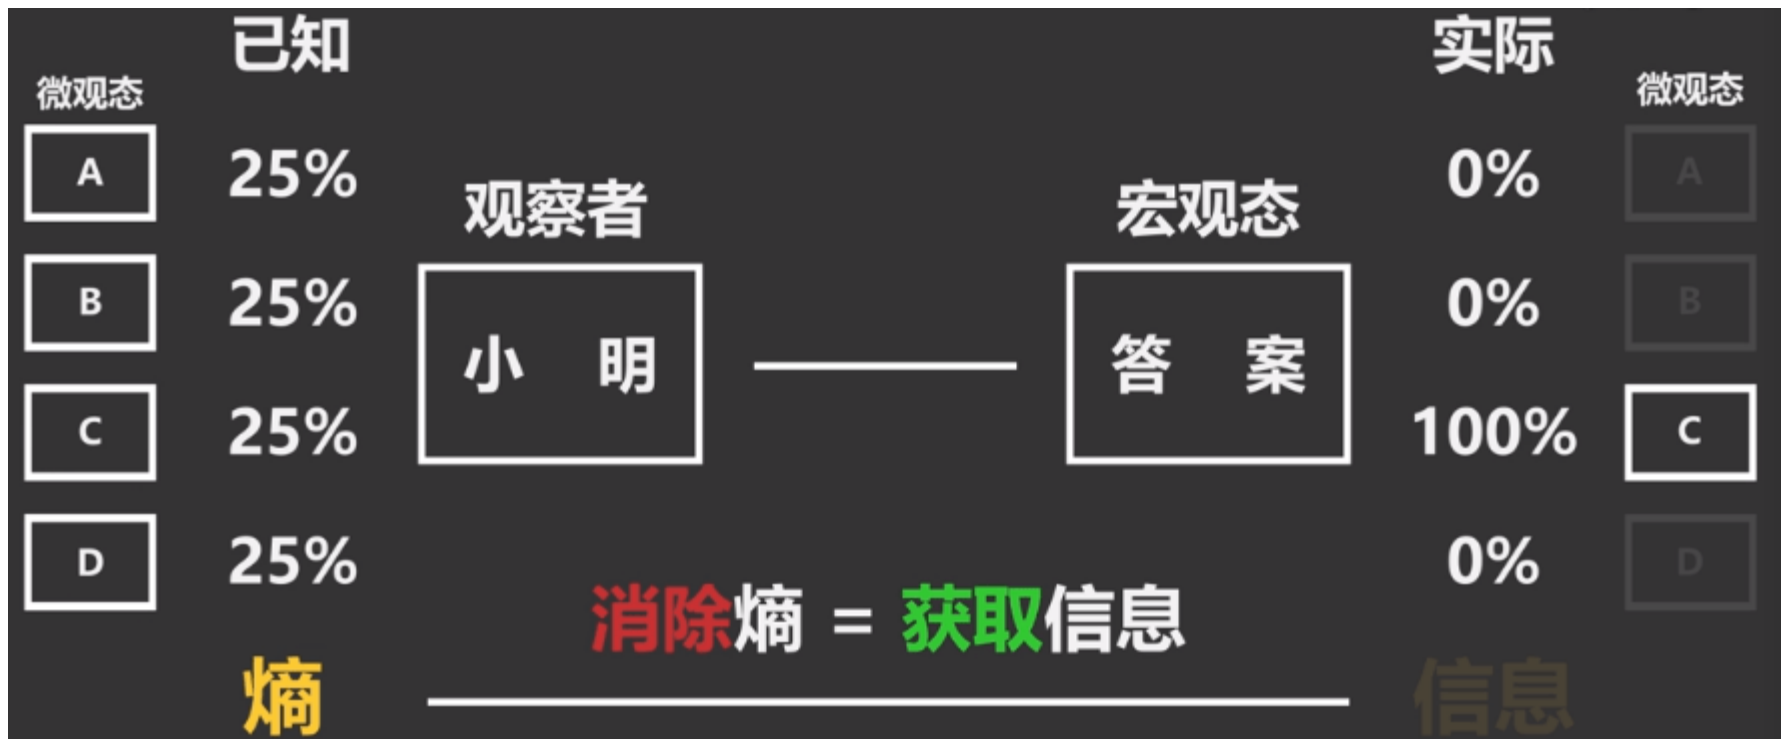 已知
实际
微观态
微观态
A
25%
0%
A
观察者
宏观态
B
25%
0%
B
小 明
答 案
C
25%
100%
C
D
25%
0%
D
消除熵 = 获取信息
熵
信息